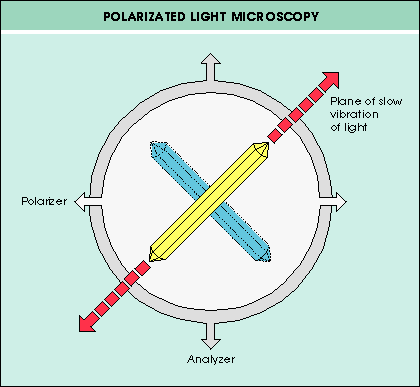 POLARIZATED LIGHT MICROSCOPY
Plane of slow
vibration
of light
Polarizer
Analyzer